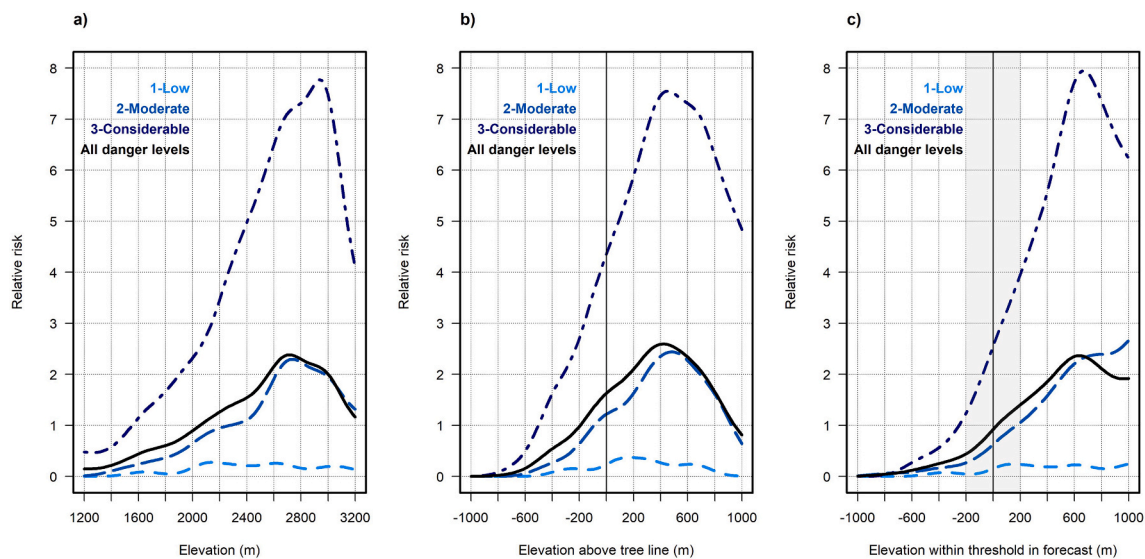 a)
8
7
6
5
4
3
2
1
0
Relative risk
1-Low
2-Moderate
3-Considerable
All danger levels
1200 1600 2000 2400 2800 3200
Elevation (m)
b)
8
7
6
5
4
3
2
1
0
Relative risk
1-Low
2-Moderate
3-Considerable
All danger levels
-1000 -600 -200 200 600 1000
Elevation above tree line (m)
c)
8
7
6
5
4
3
2
1
0
Relative risk
1-Low
2-Moderate
3-Considerable
All danger levels
-1000 -600 -200 200 600 1000
Elevation within threshold in forecast (m)